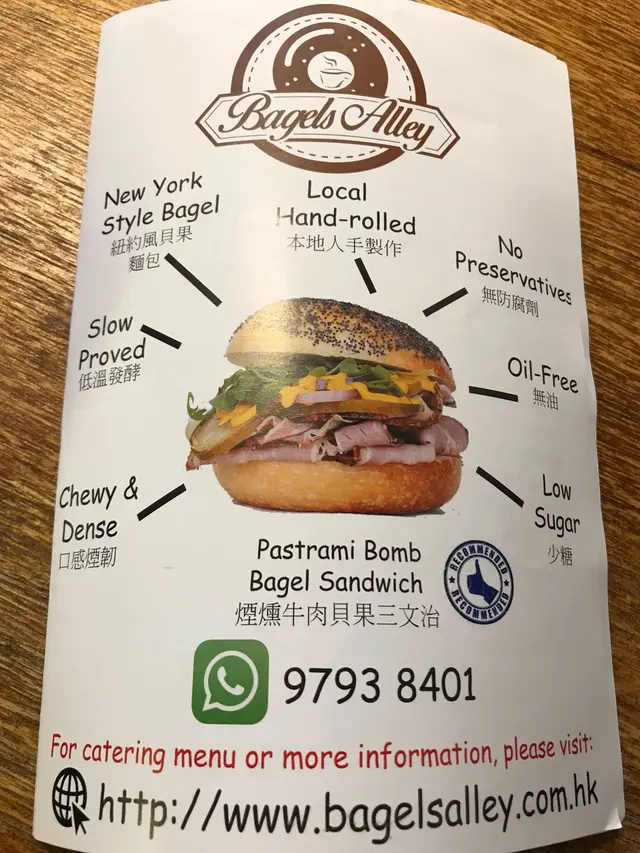 Bagels Alley
New York
Style Bagel
紐約風貝果
麵包
Local
Hand-rolled
本地人手製作
No
Preservatives
無防腐劑
Slow
Proved
低溫發酵
Oil-Free
無油
Chewy &
Dense
口感煙韌
Low
Sugar
少糖
Pastrami Bomb
Bagel Sandwich
煙燻牛肉貝果三文治
RECOMMENDED
RECOMMENDED
9793 8401
For catering menu or more information, please visit:
http://www.bagelsalley.com.hk